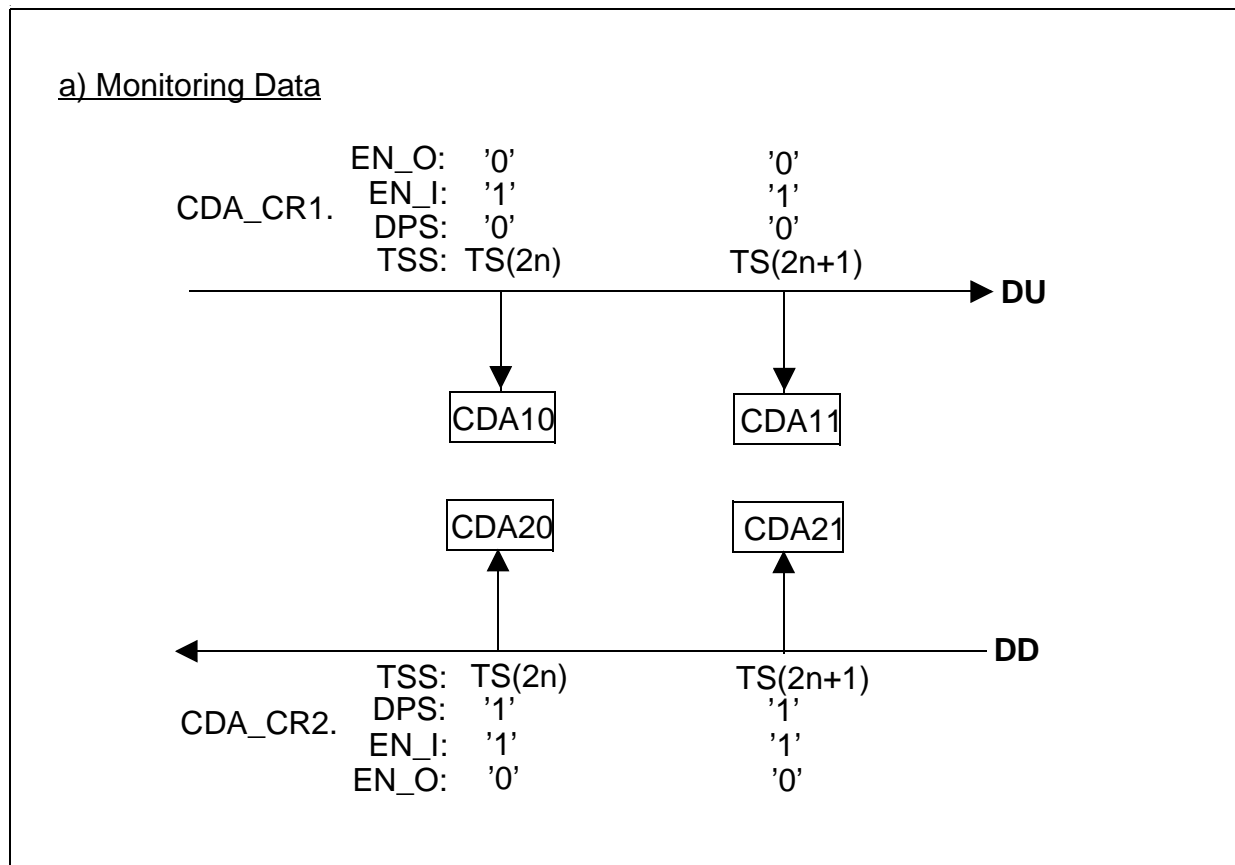 a) Monitoring Data
EN_O: ’0’ ’0’
CDA_CR1. EN_I: ’1’ ’1’
DPS: ’0’ ’0’
TSS: TS(2n) TS(2n+1)
DU
CDA10 CDA11
CDA20 CDA21
DD
TSS: TS(2n) TS(2n+1)
CDA_CR2. DPS: ’1’ ’1’
EN_I: ’1’ ’1’
EN_O: ’0’ ’0’